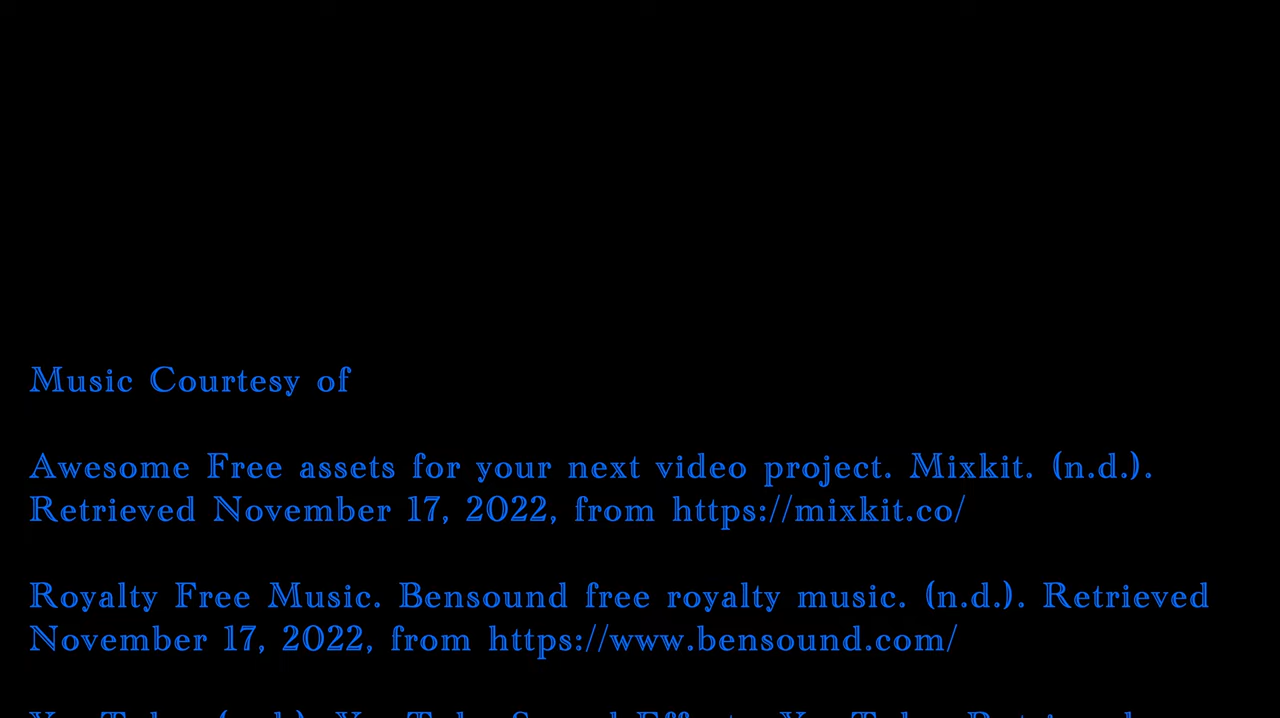 Music Courtesy of
Awesome Free assets for your next video project. Mixkit. (n.d.).
Retrieved November 17, 2022, from https://mixkit.co/
Royalty Free Music. Bensound free royalty music. (n.d.). Retrieved
November 17, 2022, from https://www.bensound.com/